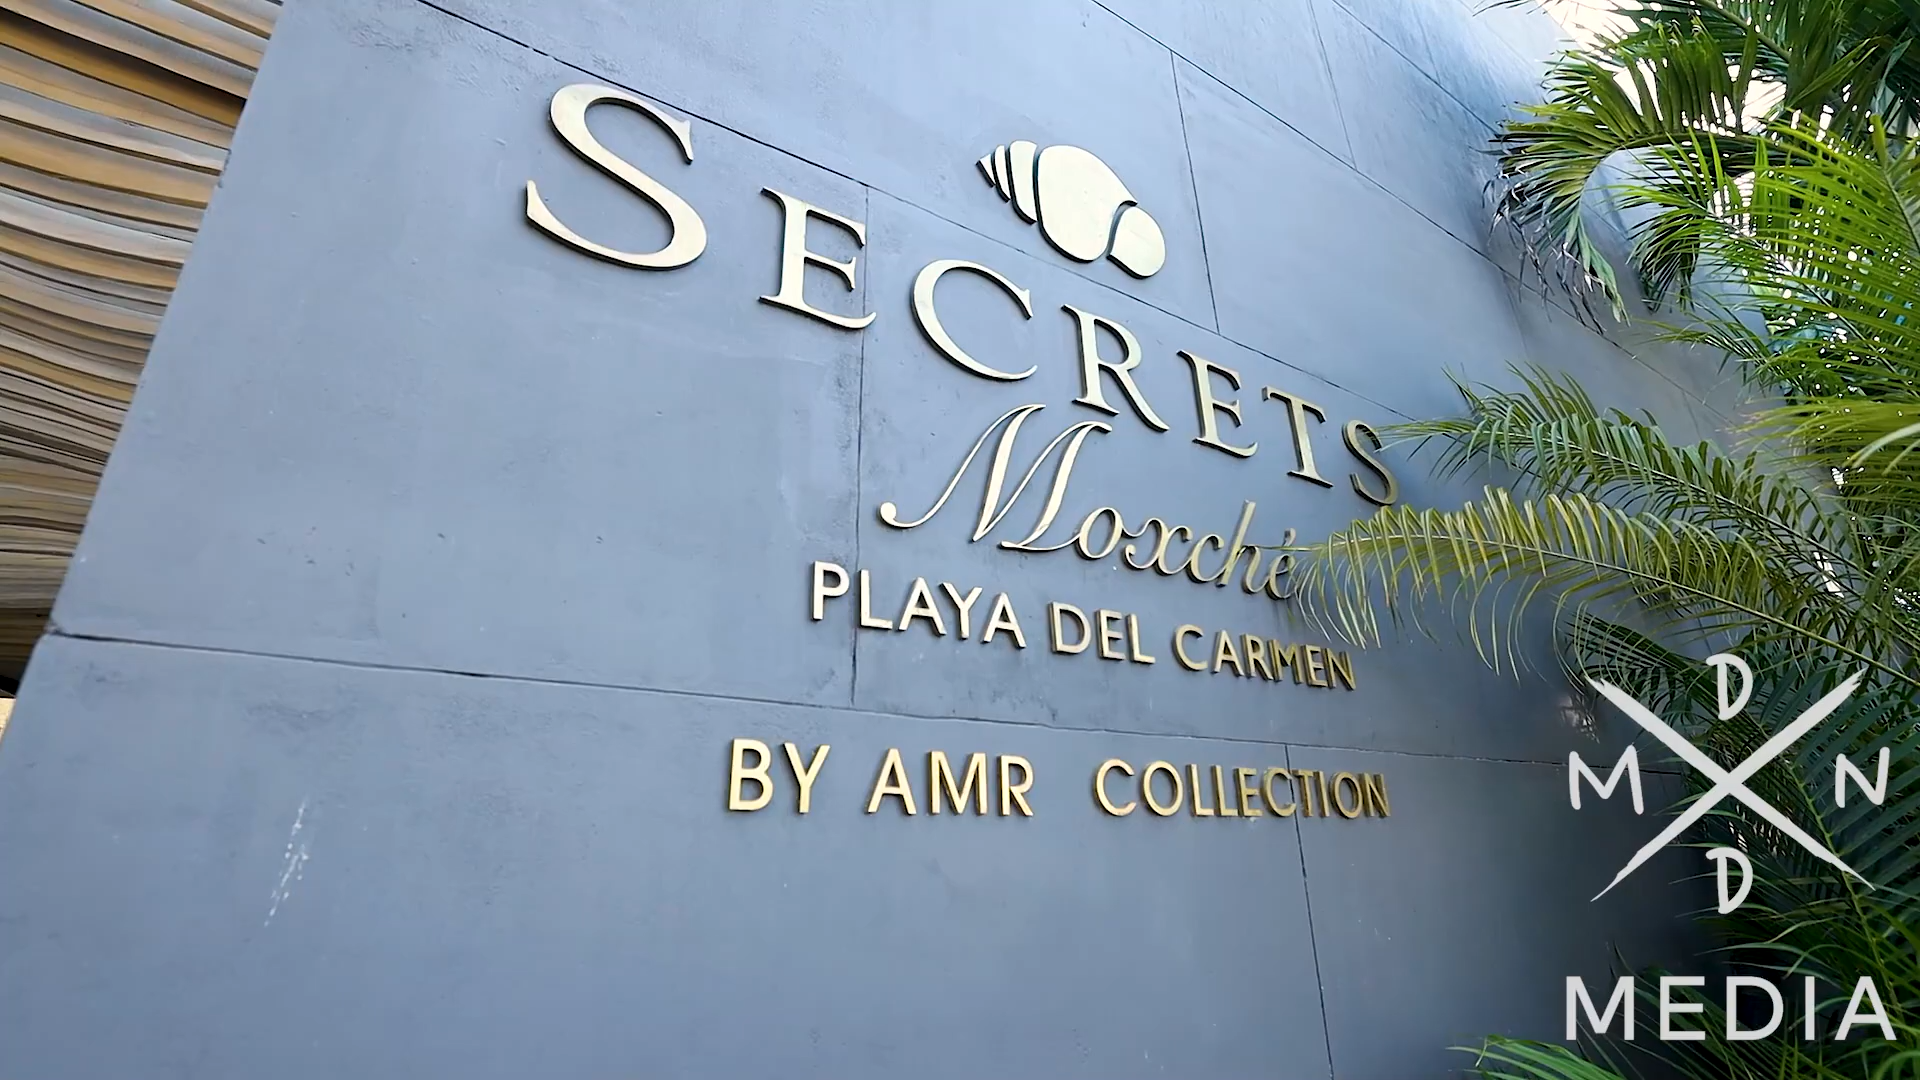 SECRETS
Moxché
PLAYA DEL CARMEN
BY AMR COLLECTION
D
M N
D
MEDIA